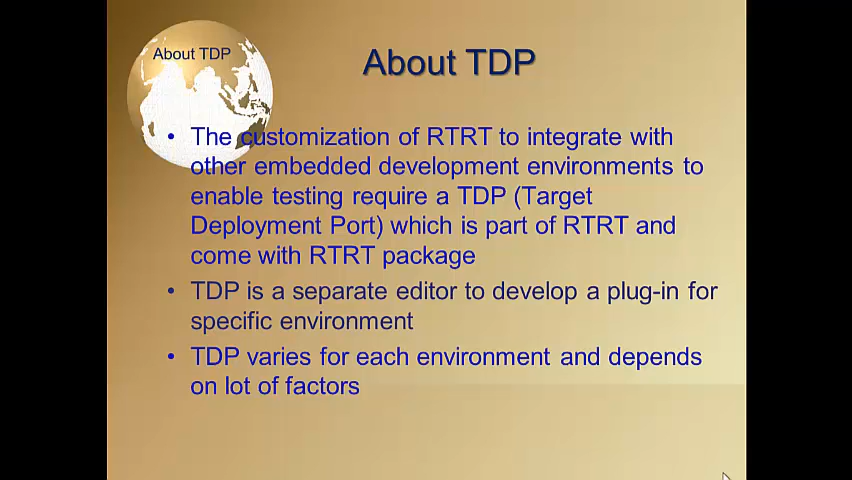 About TDP
About TDP
• The customization of RTRT to integrate with
other embedded development environments to
enable testing require a TDP (Target
Deployment Port) which is part of RTRT and
come with RTRT package
• TDP is a separate editor to develop a plug-in for
specific environment
• TDP varies for each environment and depends
on lot of factors